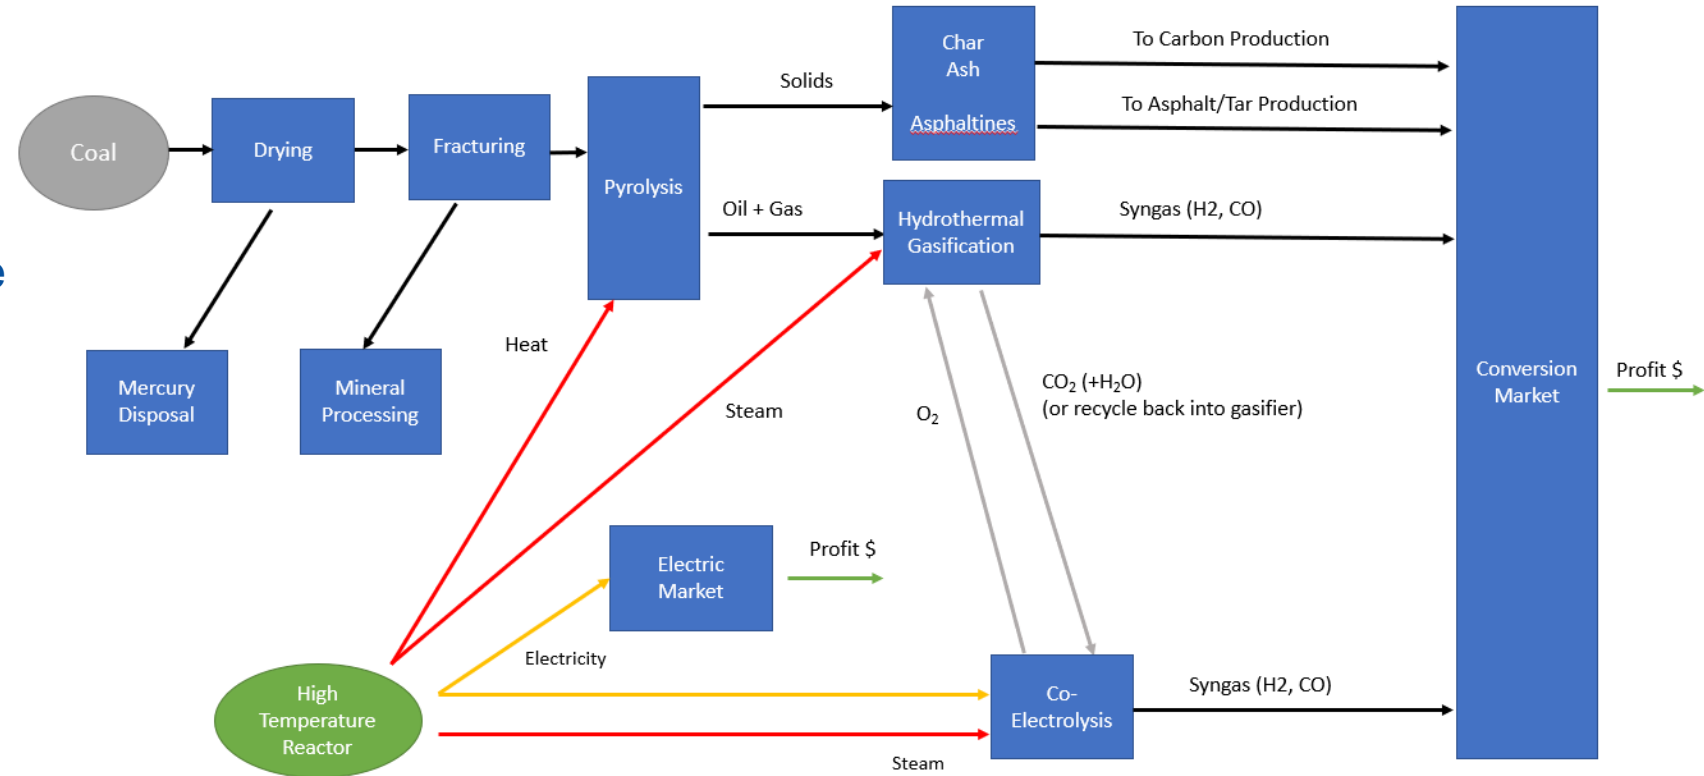 Char
Ash
Asphaltines
To Carbon Production
To Asphalt/Tar Production
Solids
Coal
Drying
Fracturing
Pyrolysis
Oil + Gas
Hydrothermal
Gasification
Syngas (H2, CO)
e
Heat
Mercury
Disposal
Mineral
Processing
Steam
O₂
CO₂ (+H₂O)
(or recycle back into gasifier)
Conversion
Market
Profit $
Electric
Market
Profit $
Electricity
High
Temperature
Reactor
Co-
Electrolysis
Syngas (H2, CO)
Steam